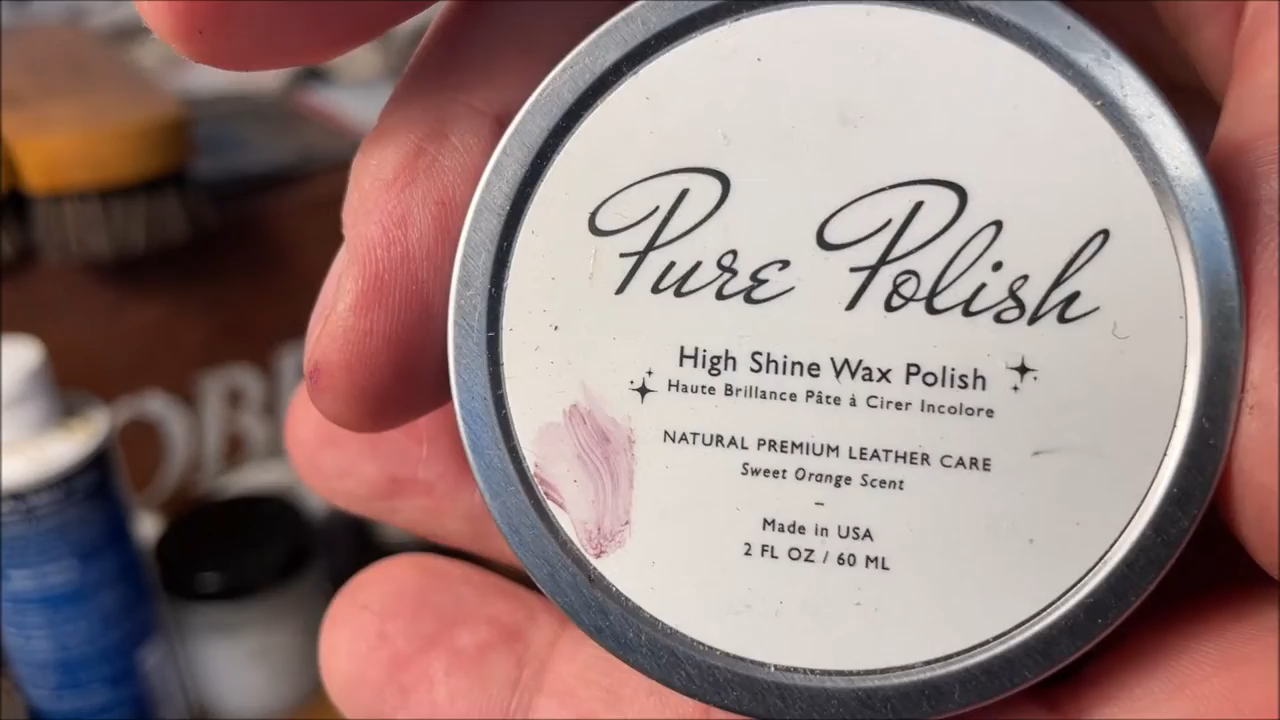 Pure Polish
High Shine Wax Polish
Haute Brillance Pâte à Cirer Incolore
NATURAL PREMIUM LEATHER CARE
Sweet Orange Scent
–
Made in USA
2 FL OZ / 60 ML